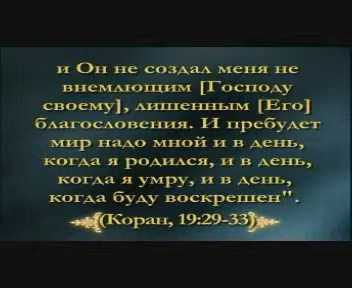 и Он не создал меня не
внемлющим [Господу
своему], лишенным [Его]
благословения. И пребудет
мир надо мной и в день,
когда я родился, и в день,
когда я умру, и в день,
когда буду воскрешен".
(Коран, 19:29-33)